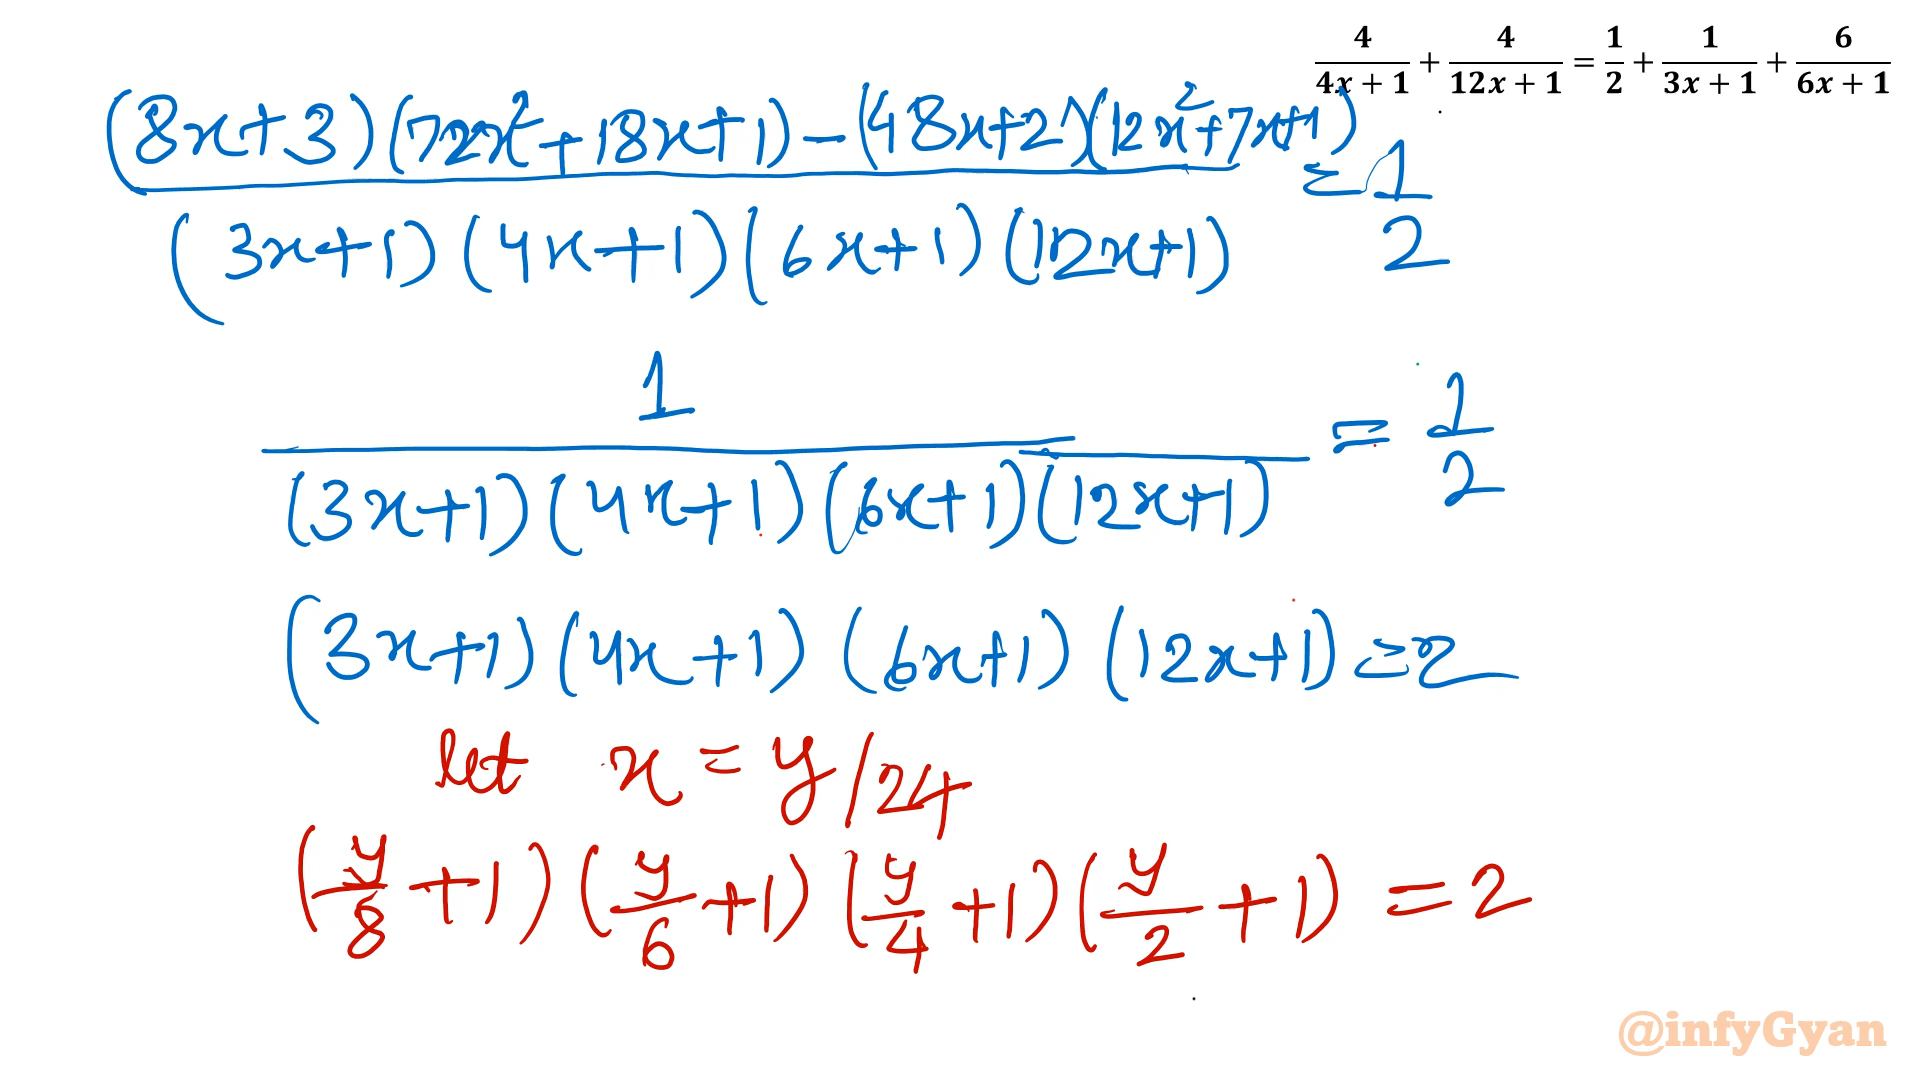 4/(4x + 1) + 4/(12x + 1) = 1/2 + 1/(3x + 1) + 6/(6x + 1)
((8x+3)(72x²+18x+1)-(48x+2)(12x²+7x+1))/((3x+1)(4x+1)(6x+1)(12x+1)) = 1/2
1/((3x+1)(4x+1)(6x+1)(12x+1)) = 1/2
(3x+1)(4x+1)(6x+1)(12x+1)=2
let x = y/24
(y/8 +1)(y/6 +1)(y/4 +1)(y/2 +1) = 2
@infyGyan